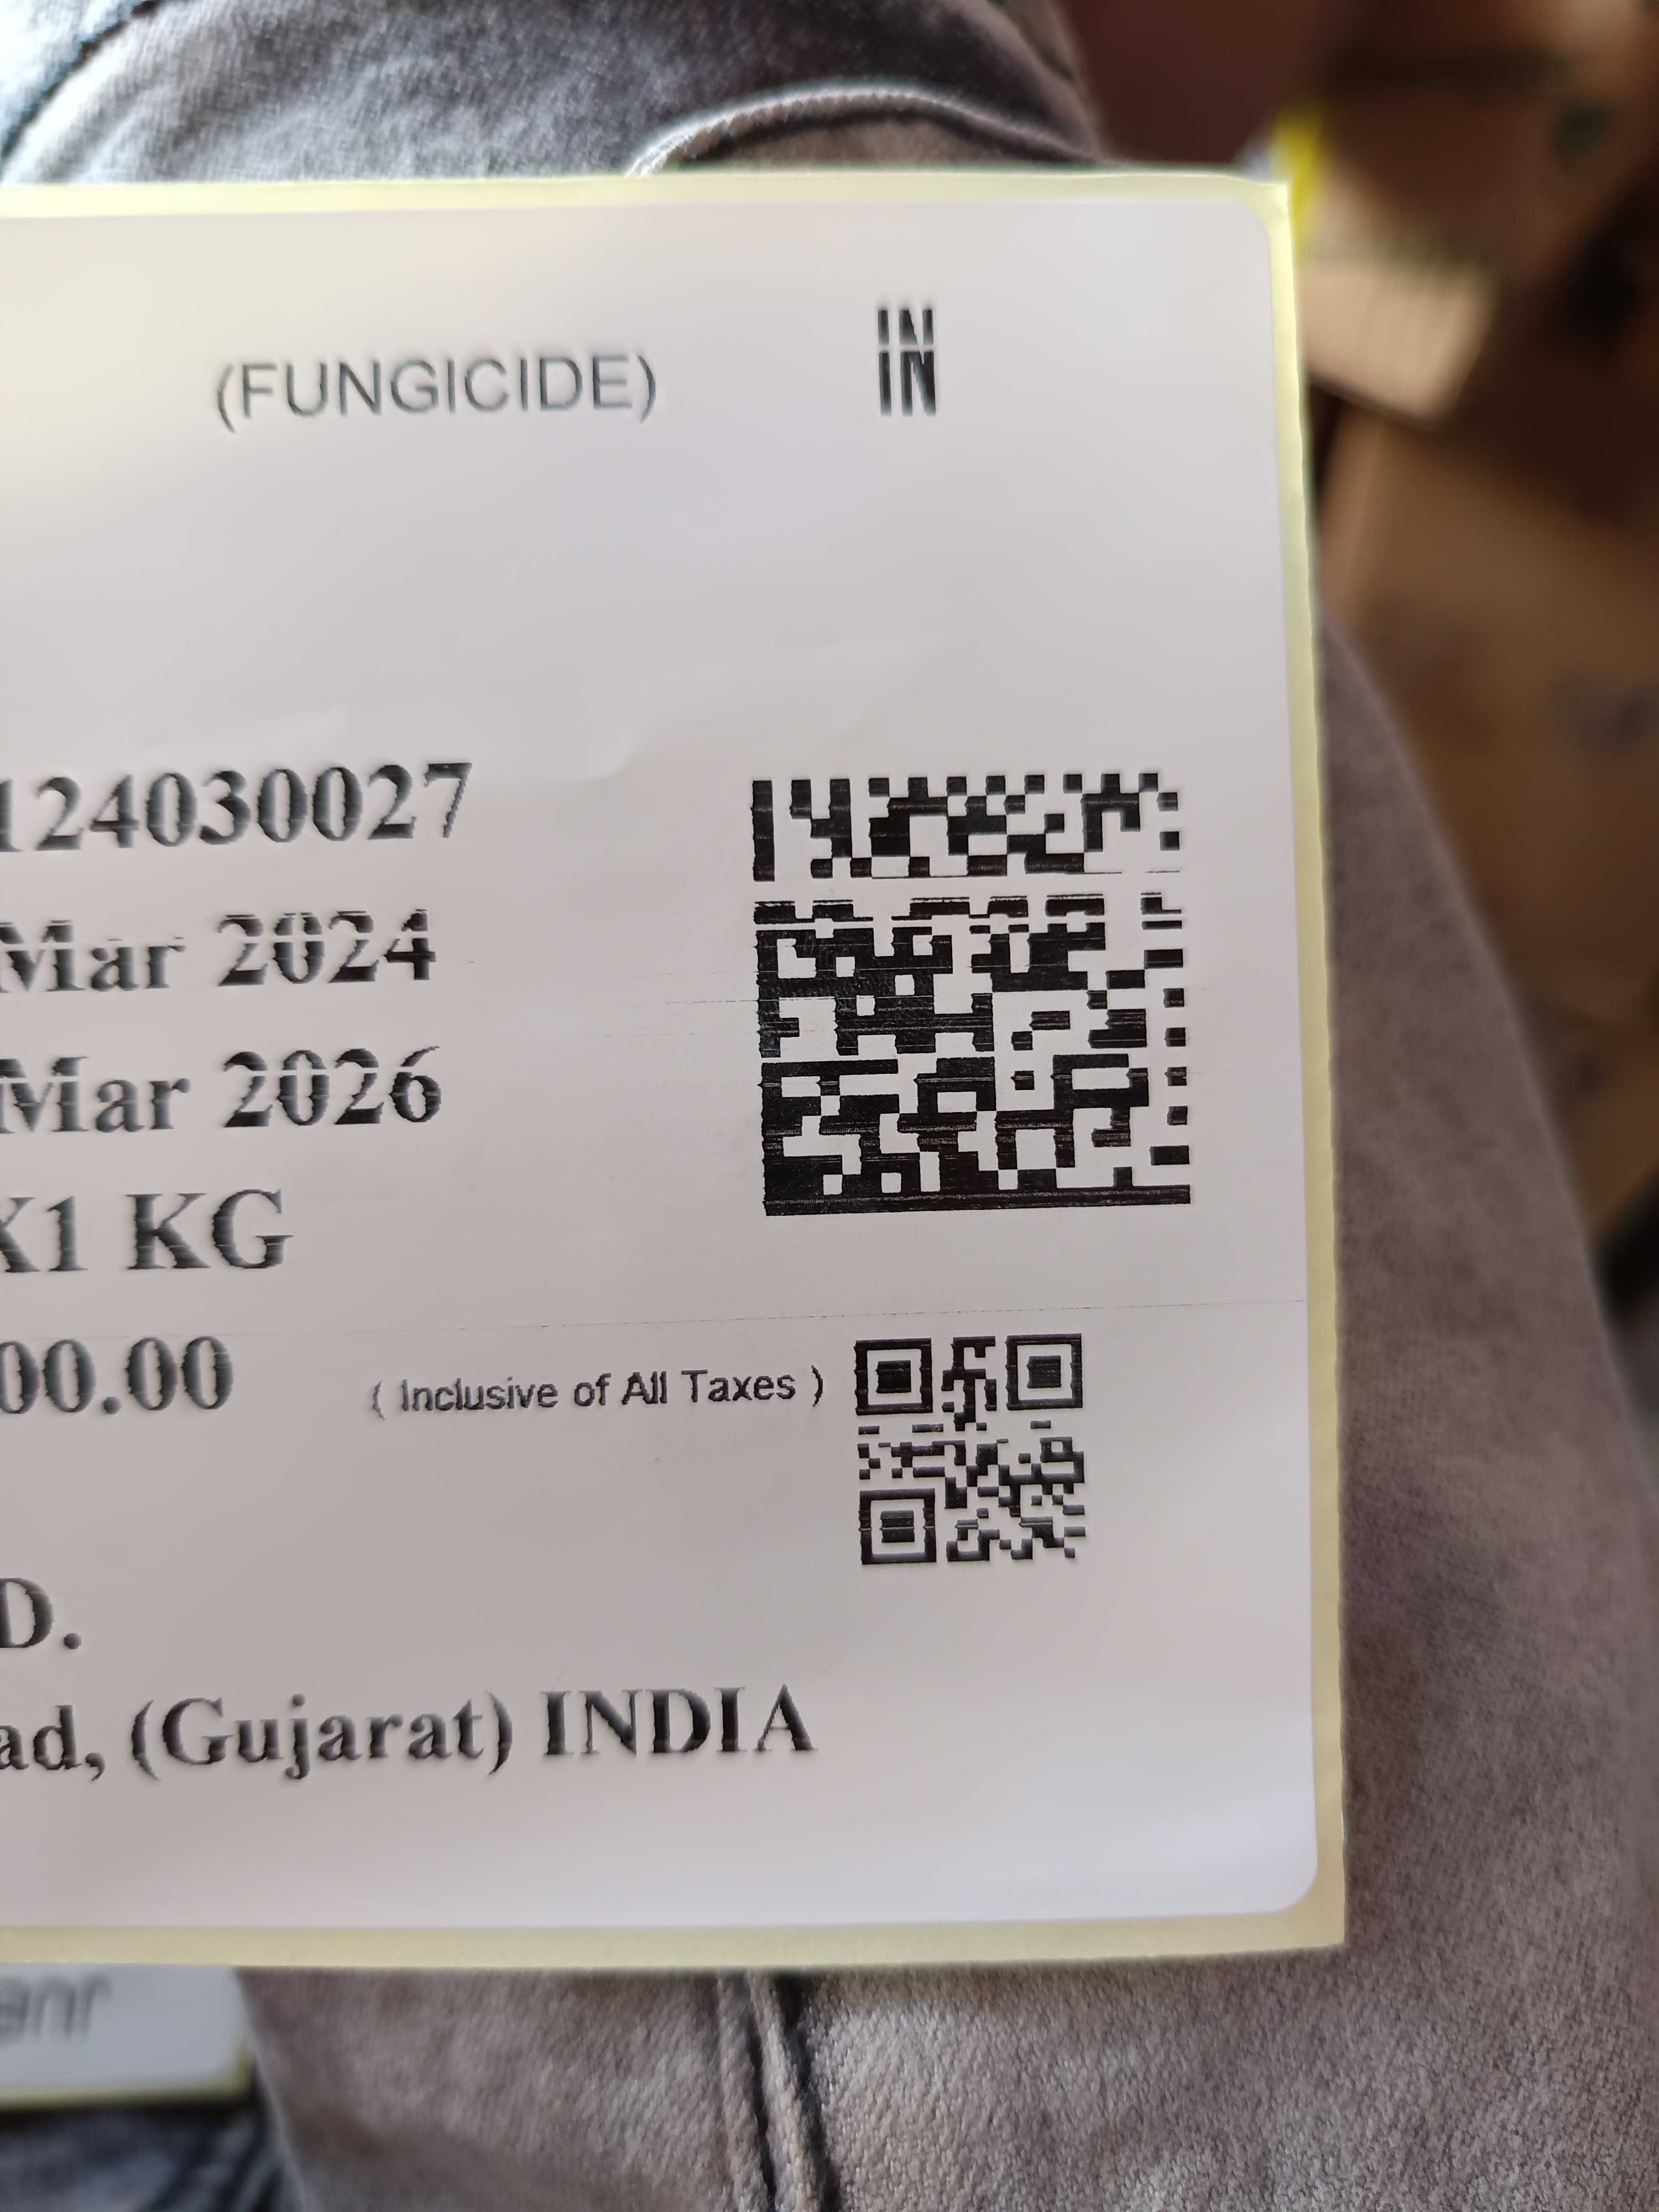 (FUNGICIDE) IN
124030027
Mar 2024
Mar 2026
X1 KG
00.00 ( Inclusive of All Taxes )
D.
ad, (Gujarat) INDIA